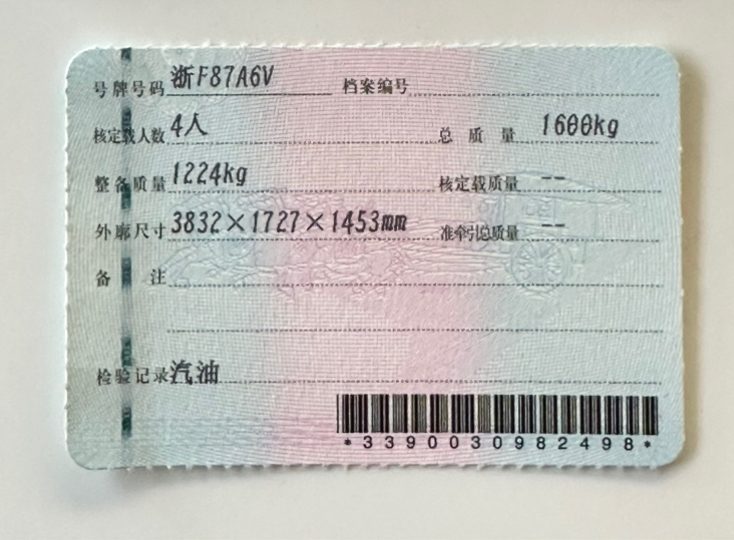 号牌号码 浙F87A6V 档案编号
核定载人数 4人 总质量 1600kg
整备质量 1224kg 核定载质量 --
外廓尺寸 3832×1727×1453mm 准牵引总质量 --
备注
检验记录 汽油
*3390030982498*